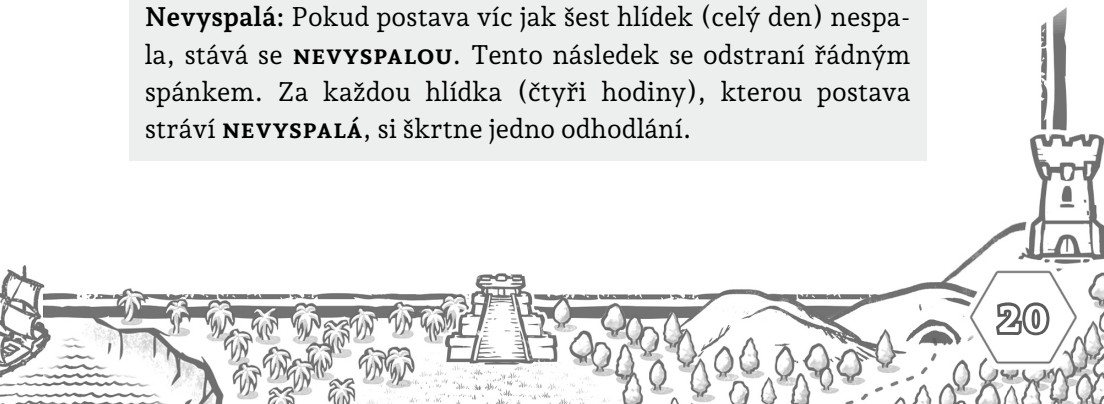 Nevyspalá: Pokud postava víc jak šest hlídek (celý den) nespa-
la, stává se NEVYSPALOU. Tento následek se odstraní řádným
spánkem. Za každou hlídka (čtyři hodiny), kterou postava
stráví NEVYSPALÁ, si škrtne jedno odhodlání.
20